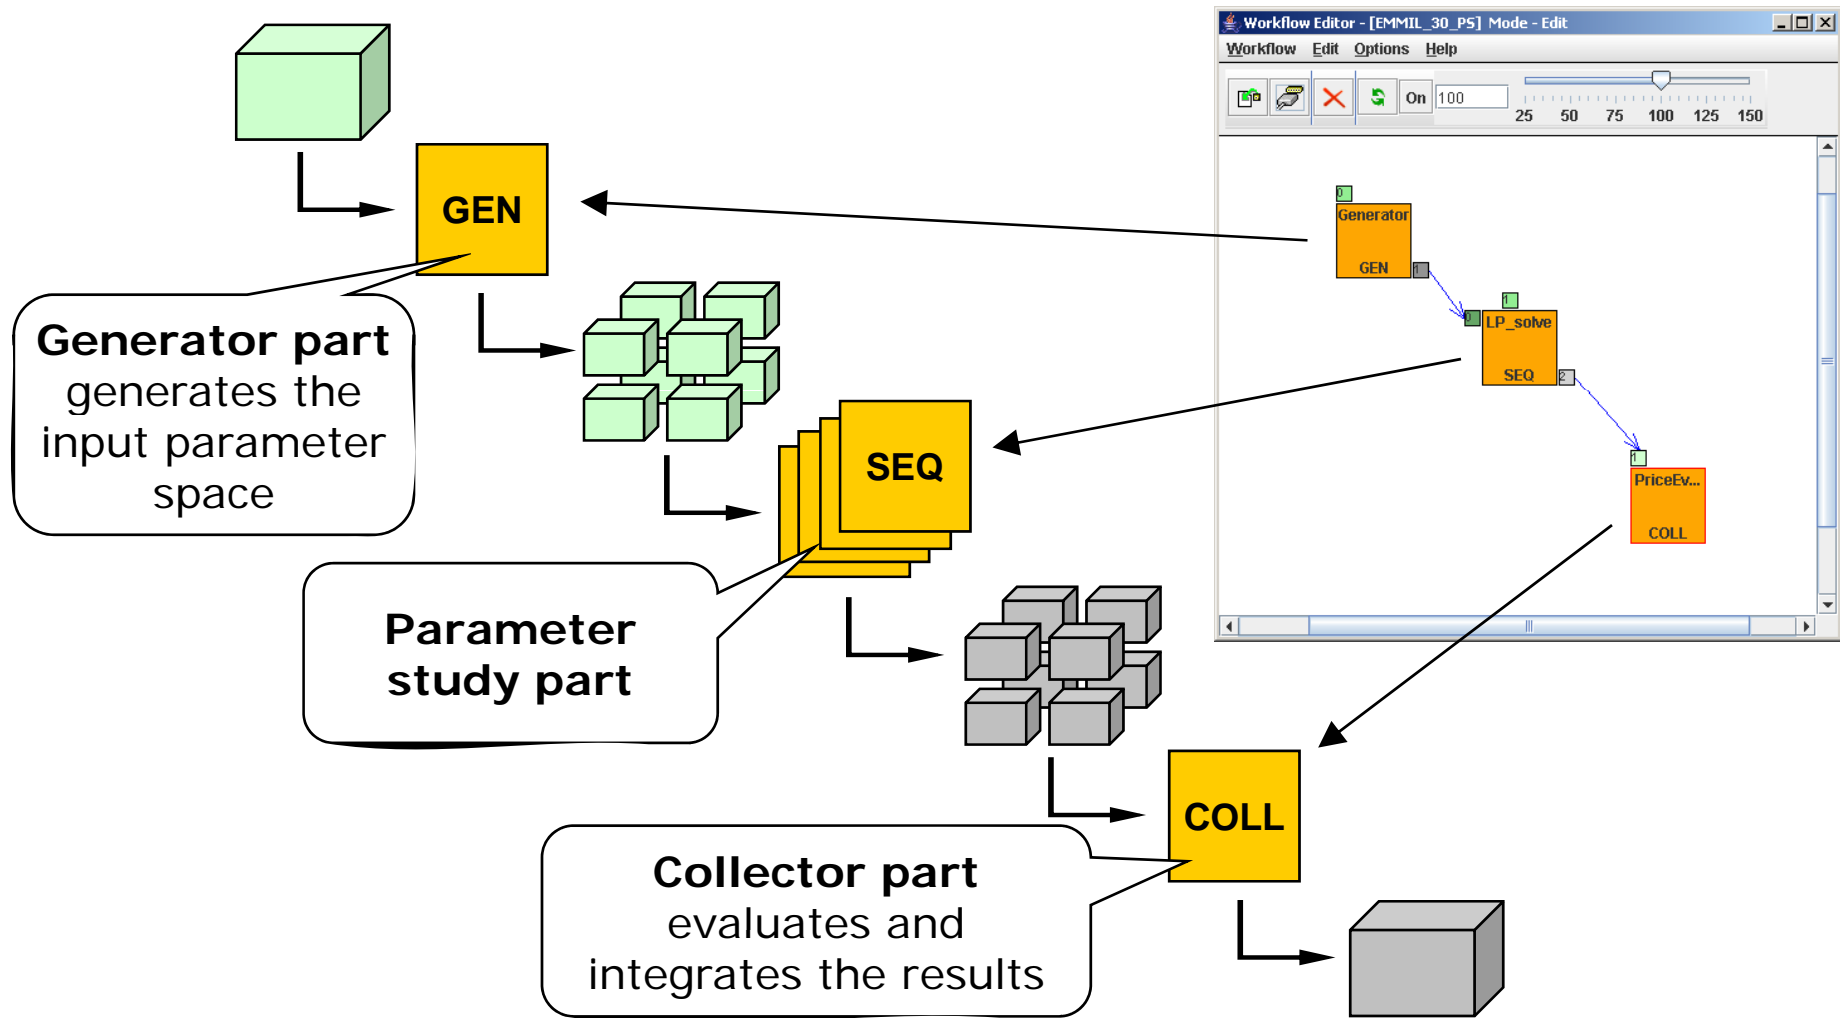 GEN
Generator part
generates the
input parameter
space
SEQ
Parameter
study part
COLL
Collector part
evaluates and
integrates the results
Workflow Editor - [EMMIL_30_PS] Mode - Edit
Workflow Edit Options Help
On 100
25 50 75 100 125 150
0
Generator
GEN
1
1
0
LP_solve
SEQ
2
1
PriceEv...
COLL